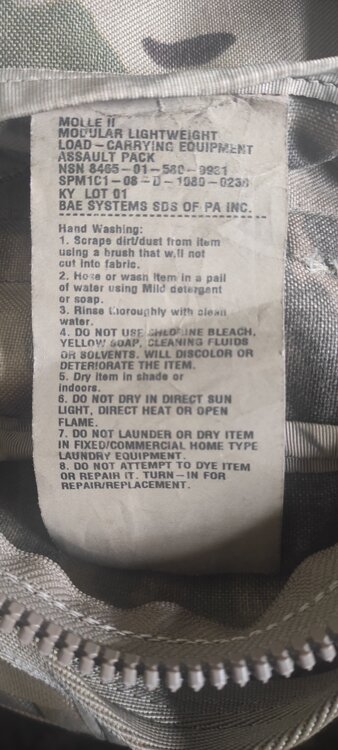 MOLLE II
MODULAR LIGHTWEIGHT
LOAD-CARRYING EQUIPMENT
ASSAULT PACK
NSN 8465-01-580-9981
SPM1C1-08-D-1080-0230
KY LOT 01
BAE SYSTEMS SDS OF PA INC.
Hand Washing:
1. Scrape dirt/dust from item
using a brush that will not
cut into fabric.
2. Hose or wash item in a pail
of water using Mild detergent
or soap.
3. Rinse thoroughly with clean
water.
4. DO NOT USE CHLORINE BLEACH,
YELLOW SOAP, CLEANING FLUIDS
OR SOLVENTS. WILL DISCOLOR OR
DETERIORATE THE ITEM.
5. Dry item in shade or
indoors.
6. DO NOT DRY IN DIRECT SUN
LIGHT, DIRECT HEAT OR OPEN
FLAME.
7. DO NOT LAUNDER OR DRY ITEM
IN FIXED/COMMERCIAL HOME TYPE
LAUNDRY EQUIPMENT.
8. DO NOT ATTEMPT TO DYE ITEM
OR REPAIR IT. TURN-IN FOR
REPAIR/REPLACEMENT.